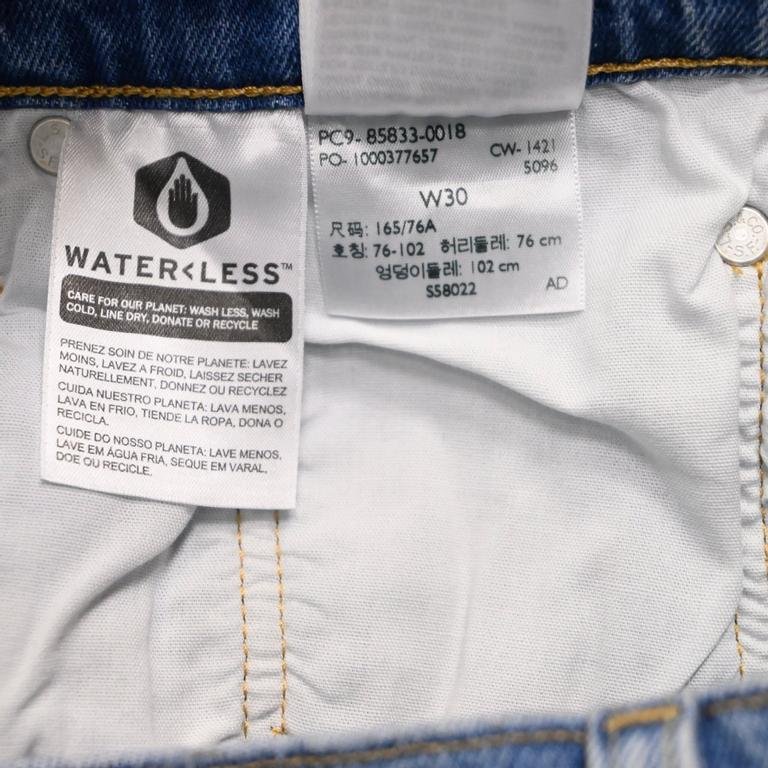 WATER<LESS™
CARE FOR OUR PLANET: WASH LESS, WASH
COLD, LINE DRY, DONATE OR RECYCLE
PRENEZ SOIN DE NOTRE PLANETE: LAVEZ
MOINS, LAVEZ A FROID, LAISSEZ SECHER
NATURELLEMENT, DONNEZ OU RECYCLEZ
CUIDA NUESTRO PLANETA: LAVA MENOS,
LAVA EN FRIO, TIENDE LA ROPA, DONA O
RECICLA.
CUIDE DO NOSSO PLANETA: LAVE MENOS,
LAVE EM ÁGUA FRIA, SEQUE EM VARAL,
DOE OU RECICLE.
PC9- 85833-0018
PO- 1000377657 CW- 1421
5096
W30
尺码: 165/76A
호칭: 76-102 허리둘레: 76 cm
엉덩이둘레: 102 cm
S58022 AD